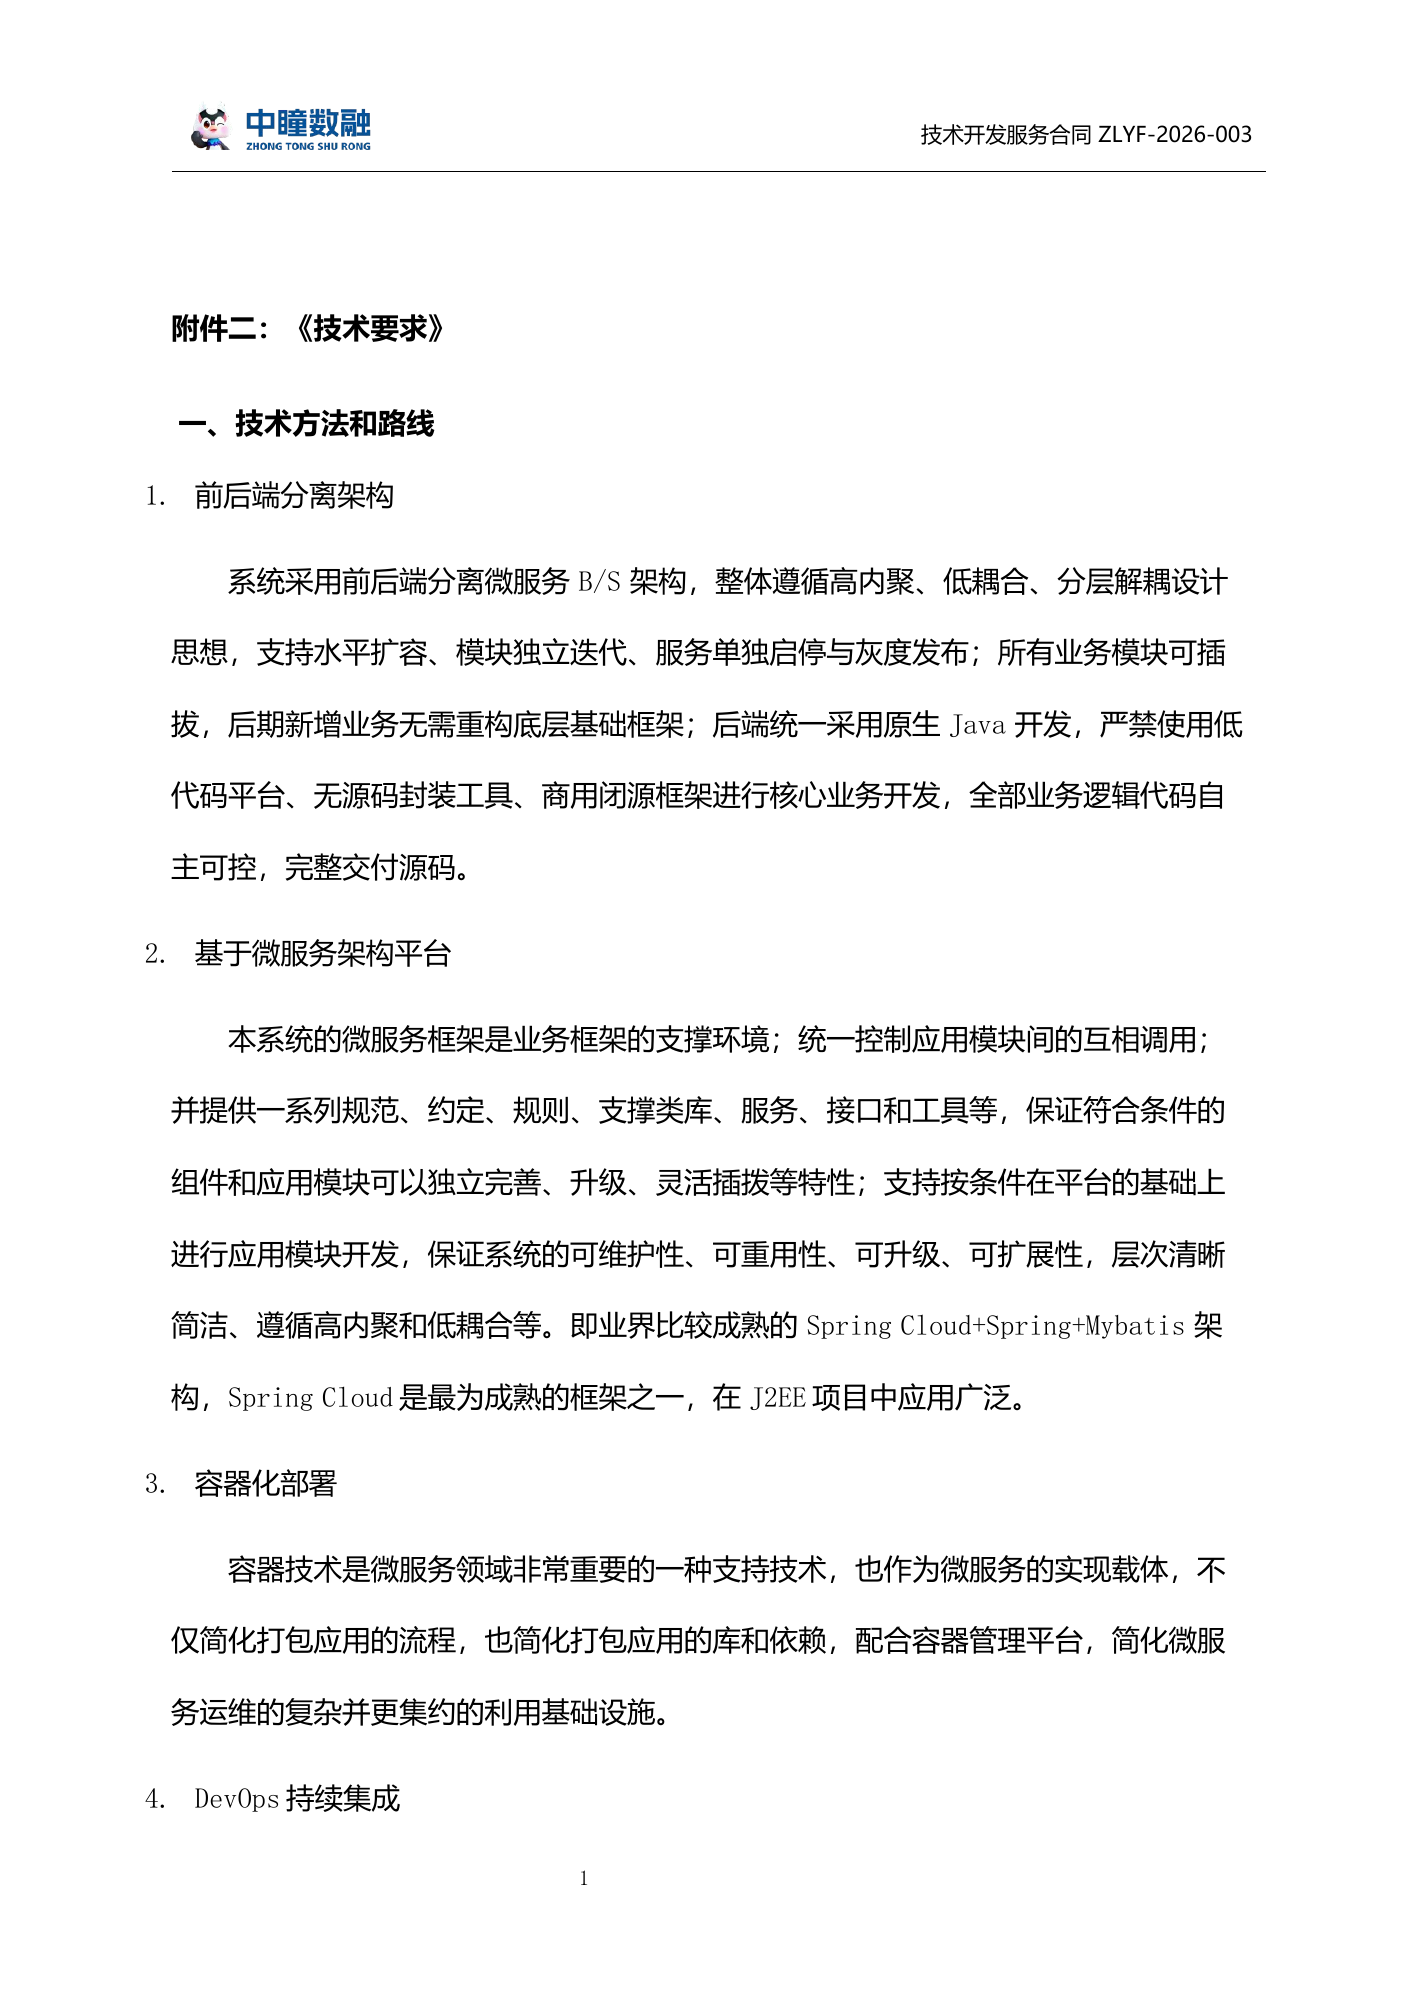 中瞳数融
ZHONG TONG SHU RONG
技术开发服务合同 ZLYF-2026-003
附件二：《技术要求》
一、技术方法和路线
1. 前后端分离架构
系统采用前后端分离微服务 B/S 架构，整体遵循高内聚、低耦合、分层解耦设计
思想，支持水平扩容、模块独立迭代、服务单独启停与灰度发布；所有业务模块可插
拔，后期新增业务无需重构底层基础框架；后端统一采用原生 Java 开发，严禁使用低
代码平台、无源码封装工具、商用闭源框架进行核心业务开发，全部业务逻辑代码自
主可控，完整交付源码。
2. 基于微服务架构平台
本系统的微服务框架是业务框架的支撑环境；统一控制应用模块间的互相调用；
并提供一系列规范、约定、规则、支撑类库、服务、接口和工具等，保证符合条件的
组件和应用模块可以独立完善、升级、灵活插拨等特性；支持按条件在平台的基础上
进行应用模块开发，保证系统的可维护性、可重用性、可升级、可扩展性，层次清晰
简洁、遵循高内聚和低耦合等。即业界比较成熟的 Spring Cloud+Spring+Mybatis 架
构，Spring Cloud 是最为成熟的框架之一，在 J2EE 项目中应用广泛。
3. 容器化部署
容器技术是微服务领域非常重要的一种支持技术，也作为微服务的实现载体，不
仅简化打包应用的流程，也简化打包应用的库和依赖，配合容器管理平台，简化微服
务运维的复杂并更集约的利用基础设施。
4. DevOps 持续集成
1